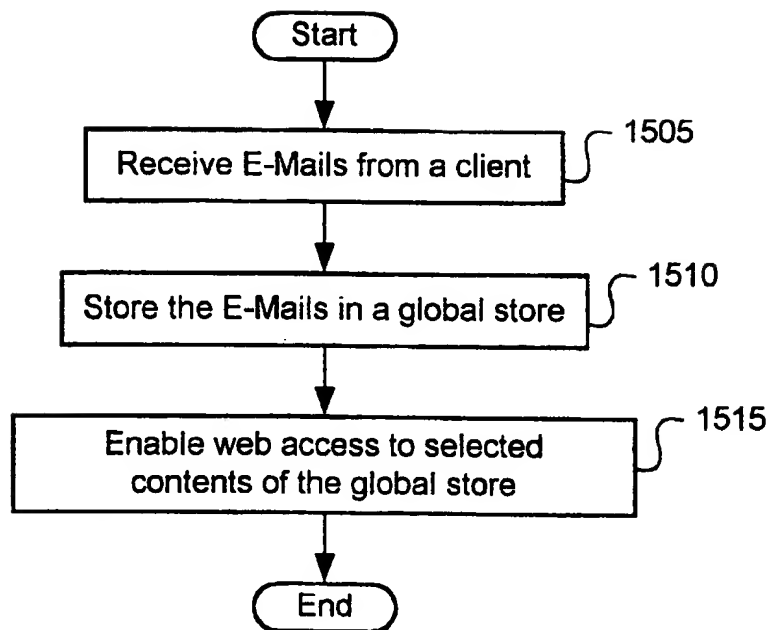 Start
Receive E-Mails from a client
1505
Store the E-Mails in a global store
1510
Enable web access to selected
contents of the global store
1515
End